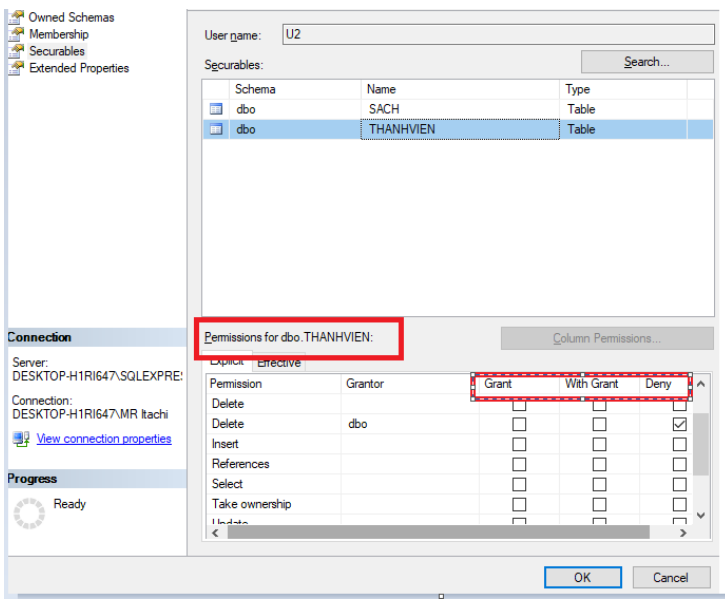 Owned Schemas
Membership
Securables
Extended Properties
User name: U2
Securables: Search...
Schema Name Type
dbo SACH Table
dbo THANHVIEN Table
Connection
Server:
DESKTOP-H1RI647\SQLEXPRE
Connection:
DESKTOP-H1RI647\MR Itachi
View connection properties
Progress
Ready
Permissions for dbo.THANHVIEN: Column Permissions...
Explicit Effective
Permission Grantor Grant With Grant Deny
Delete
Delete dbo
Insert
References
Select
Take ownership
Update
OK Cancel